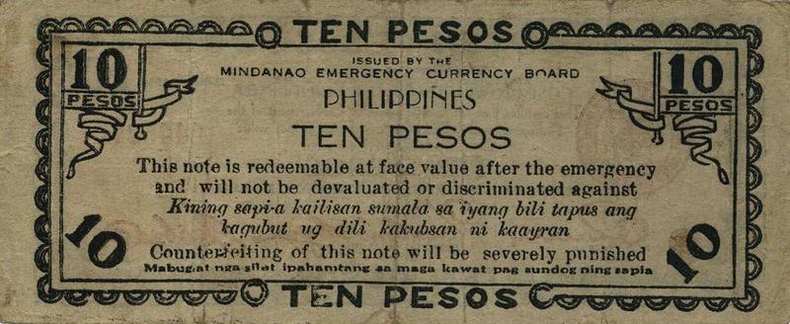 TEN PESOS
10 PESOS
ISSUED BY THE
MINDANAO EMERGENCY CURRENCY BOARD
10 PESOS
PHILIPPINES
TEN PESOS
This note is redeemable at face value after the emergency
and will not be devaluated or discriminated against
Kining sapi-a kailisan sumala sa iyang bili tapus ang
kagubut ug dili kakubsan ni kaayran
10
Counterfeiting of this note will be severely punished
10
Mabug-at nga silat ipahamtang sa maga kawat pag sundog ning sapia
TEN PESOS